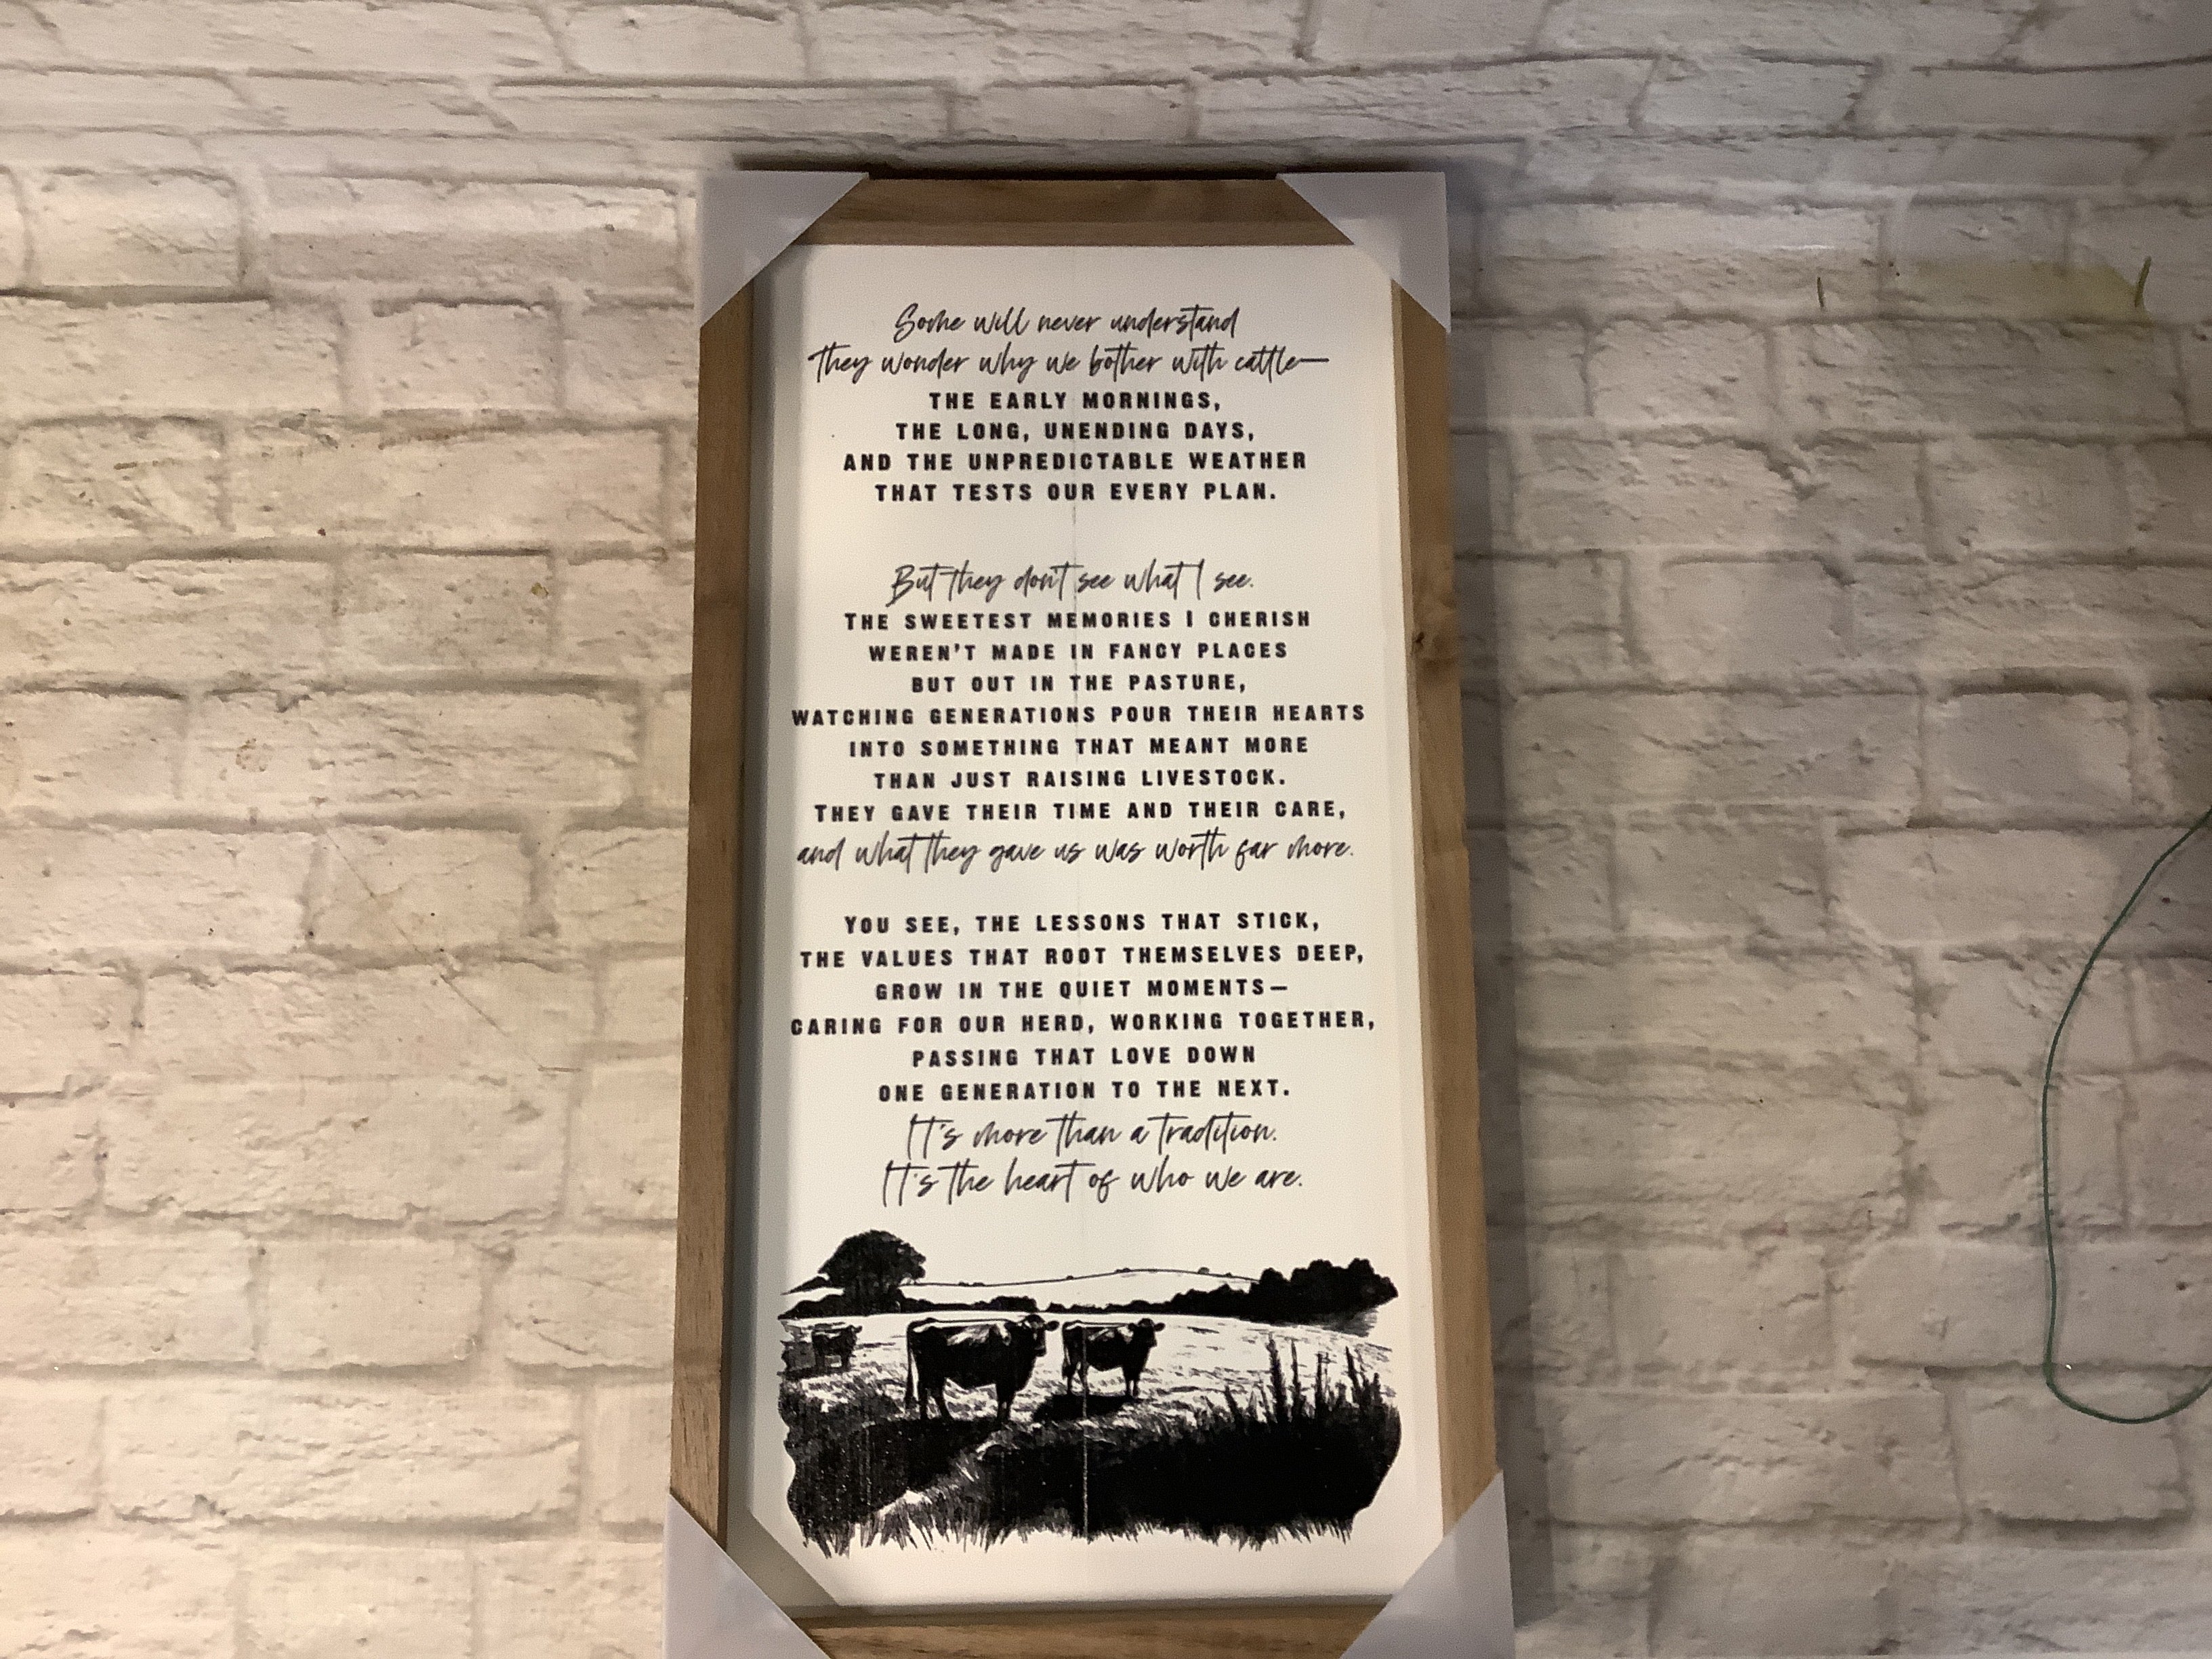 Some will never understand
they wonder why we bother with cattle—
THE EARLY MORNINGS,
THE LONG, UNENDING DAYS,
AND THE UNPREDICTABLE WEATHER
THAT TESTS OUR EVERY PLAN.
But they don't see what I see.
THE SWEETEST MEMORIES I CHERISH
WEREN'T MADE IN FANCY PLACES
BUT OUT IN THE PASTURE,
WATCHING GENERATIONS POUR THEIR HEARTS
INTO SOMETHING THAT MEANT MORE
THAN JUST RAISING LIVESTOCK.
THEY GAVE THEIR TIME AND THEIR CARE,
and what they gave us was worth far more.
YOU SEE, THE LESSONS THAT STICK,
THE VALUES THAT ROOT THEMSELVES DEEP,
GROW IN THE QUIET MOMENTS—
CARING FOR OUR HERD, WORKING TOGETHER,
PASSING THAT LOVE DOWN
ONE GENERATION TO THE NEXT.
It's more than a tradition.
It's the heart of who we are.